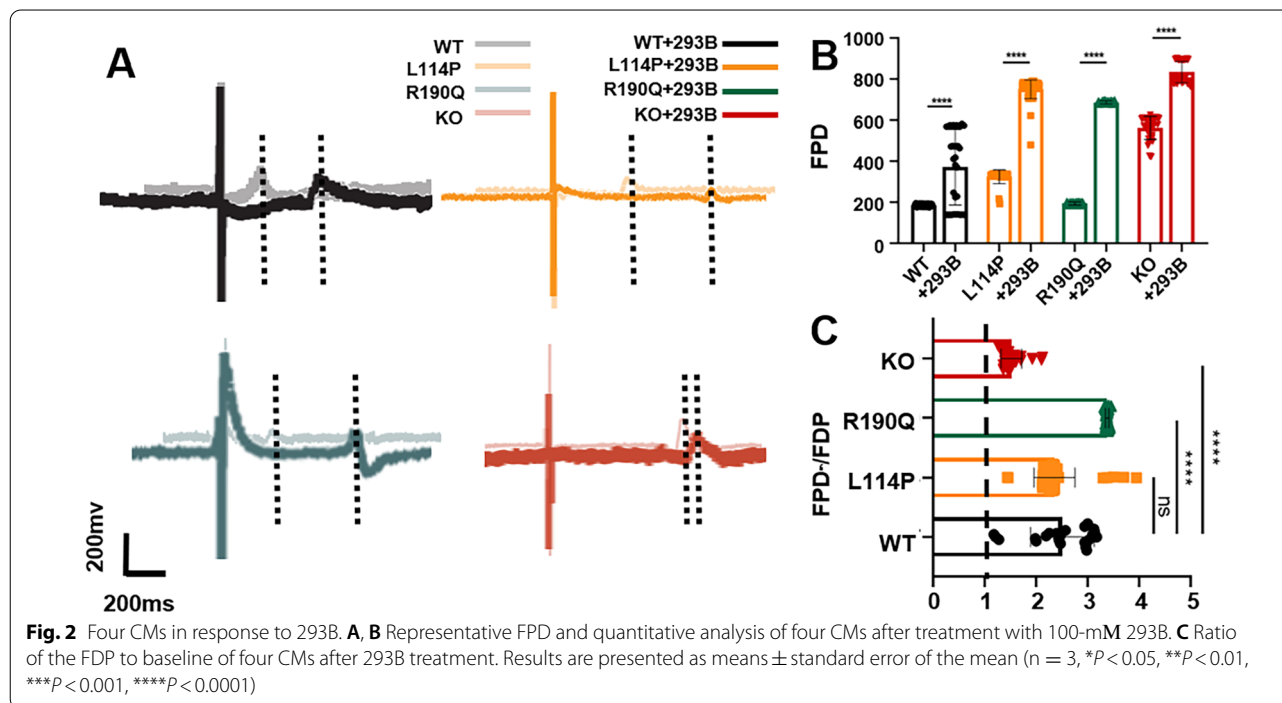 A
WT
WT+293B
L114P
L114P+293B
R190Q
R190Q+293B
KO
KO+293B
200mv
200ms
B
FPD
1000
800
600
400
200
0
****
****
****
****
WT
+293B
L114P
+293B
R190Q
+293B
KO
+293B
C
FPD-/FDP
KO
R190Q
L114P
WT
0 1 2 3 4 5
ns
****
****
Fig. 2 Four CMs in response to 293B. A, B Representative FPD and quantitative analysis of four CMs after treatment with 100-mM 293B. C Ratio
of the FDP to baseline of four CMs after 293B treatment. Results are presented as means ± standard error of the mean (n = 3, *P < 0.05, **P < 0.01,
***P < 0.001, ****P < 0.0001)